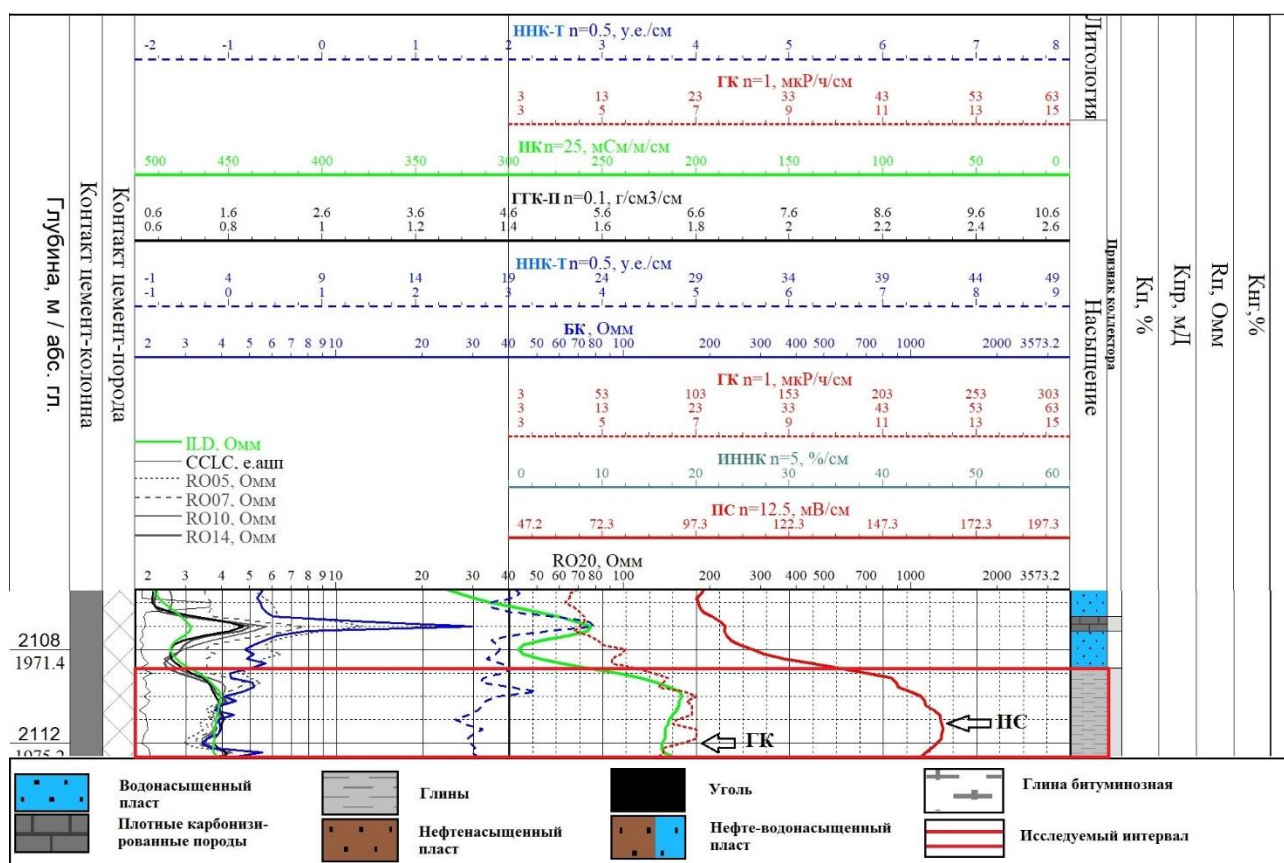 ННК-Т n=0.5, у.е./см
-2 -1 0 1 2 3 4 5 6 7 8
ГК n=1, мкР/ч/см
3 13 23 33 43 53 63
3 5 7 9 11 13 15
ИК n=25, мСм/м/см
500 450 400 350 300 250 200 150 100 50 0
ГГК-П n=0.1, г/см3/см
0.6 1.6 2.6 3.6 4.6 5.6 6.6 7.6 8.6 9.6 10.6
0.6 0.8 1 1.2 1.4 1.6 1.8 2 2.2 2.4 2.6
ННК-Т n=0.5, у.е./см
-1 4 9 14 19 24 29 34 39 44 49
-1 0 1 2 3 4 5 6 7 8 9
БК, Омм
2 3 4 5 6 7 8 9 10 20 30 40 50 60 70 80 100 200 300 400 500 700 1000 2000 3573.2
ГК n=1, мкР/ч/см
3 53 103 153 203 253 303
3 13 23 33 43 53 63
3 5 7 9 11 13 15
ИННК n=5, %/см
0 10 20 30 40 50 60
ПС n=12.5, мВ/см
47.2 72.3 97.3 122.3 147.3 172.3 197.3
RO20, Омм
2 3 4 5 6 7 8 9 10 20 30 40 50 60 70 80 100 200 300 400 500 700 1000 2000 3573.2
ILD, Омм
CCLC, е.ацп
RO05, Омм
RO07, Омм
RO10, Омм
RO14, Омм
Глубина, м / абс. гл.
Контакт цемент-колонна
Контакт цемент-порода
Литология
Насыщение
Признак коллектора
Кп, %
Кпр, мД
Rп, Омм
Кнг,%
2108
1971.4
2112
1975.2
ПС
ГК
Водонасыщенный
пласт
Плотные карбонизи-
рованные породы
Глины
Нефтенасыщенный
пласт
Уголь
Нефте-водонасыщенный
пласт
Глина битуминозная
Исследуемый интервал